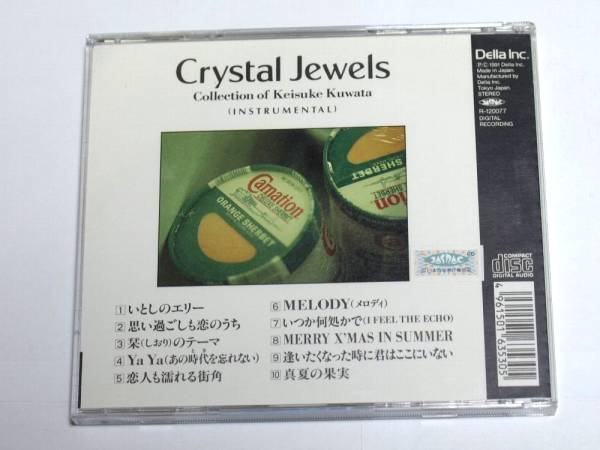 Crystal Jewels
Collection of Keisuke Kuwata
(INSTRUMENTAL)
Della Inc.
℗,© 1991 Della Inc.
Made in Japan.
Manufactured by
Della Inc.
Tokyo Japan.
STEREO
JASRAC
R-120077
DIGITAL
RECORDING
Carnation
ORANGE SHERBET
SHERBET
JASRAC
COMPACT
disc
DIGITAL AUDIO
1 いとしのエリー
2 思い過ごしも恋のうち
3 栞(しおり)のテーマ
4 Ya Ya(あの時代を忘れない)
5 恋人も濡れる街角
6 MELODY(メロディ)
7 いつか何処かで(I FEEL THE ECHO)
8 MERRY X'MAS IN SUMMER
9 逢いたくなった時に君はここにいない
10 真夏の果実
4961501635305